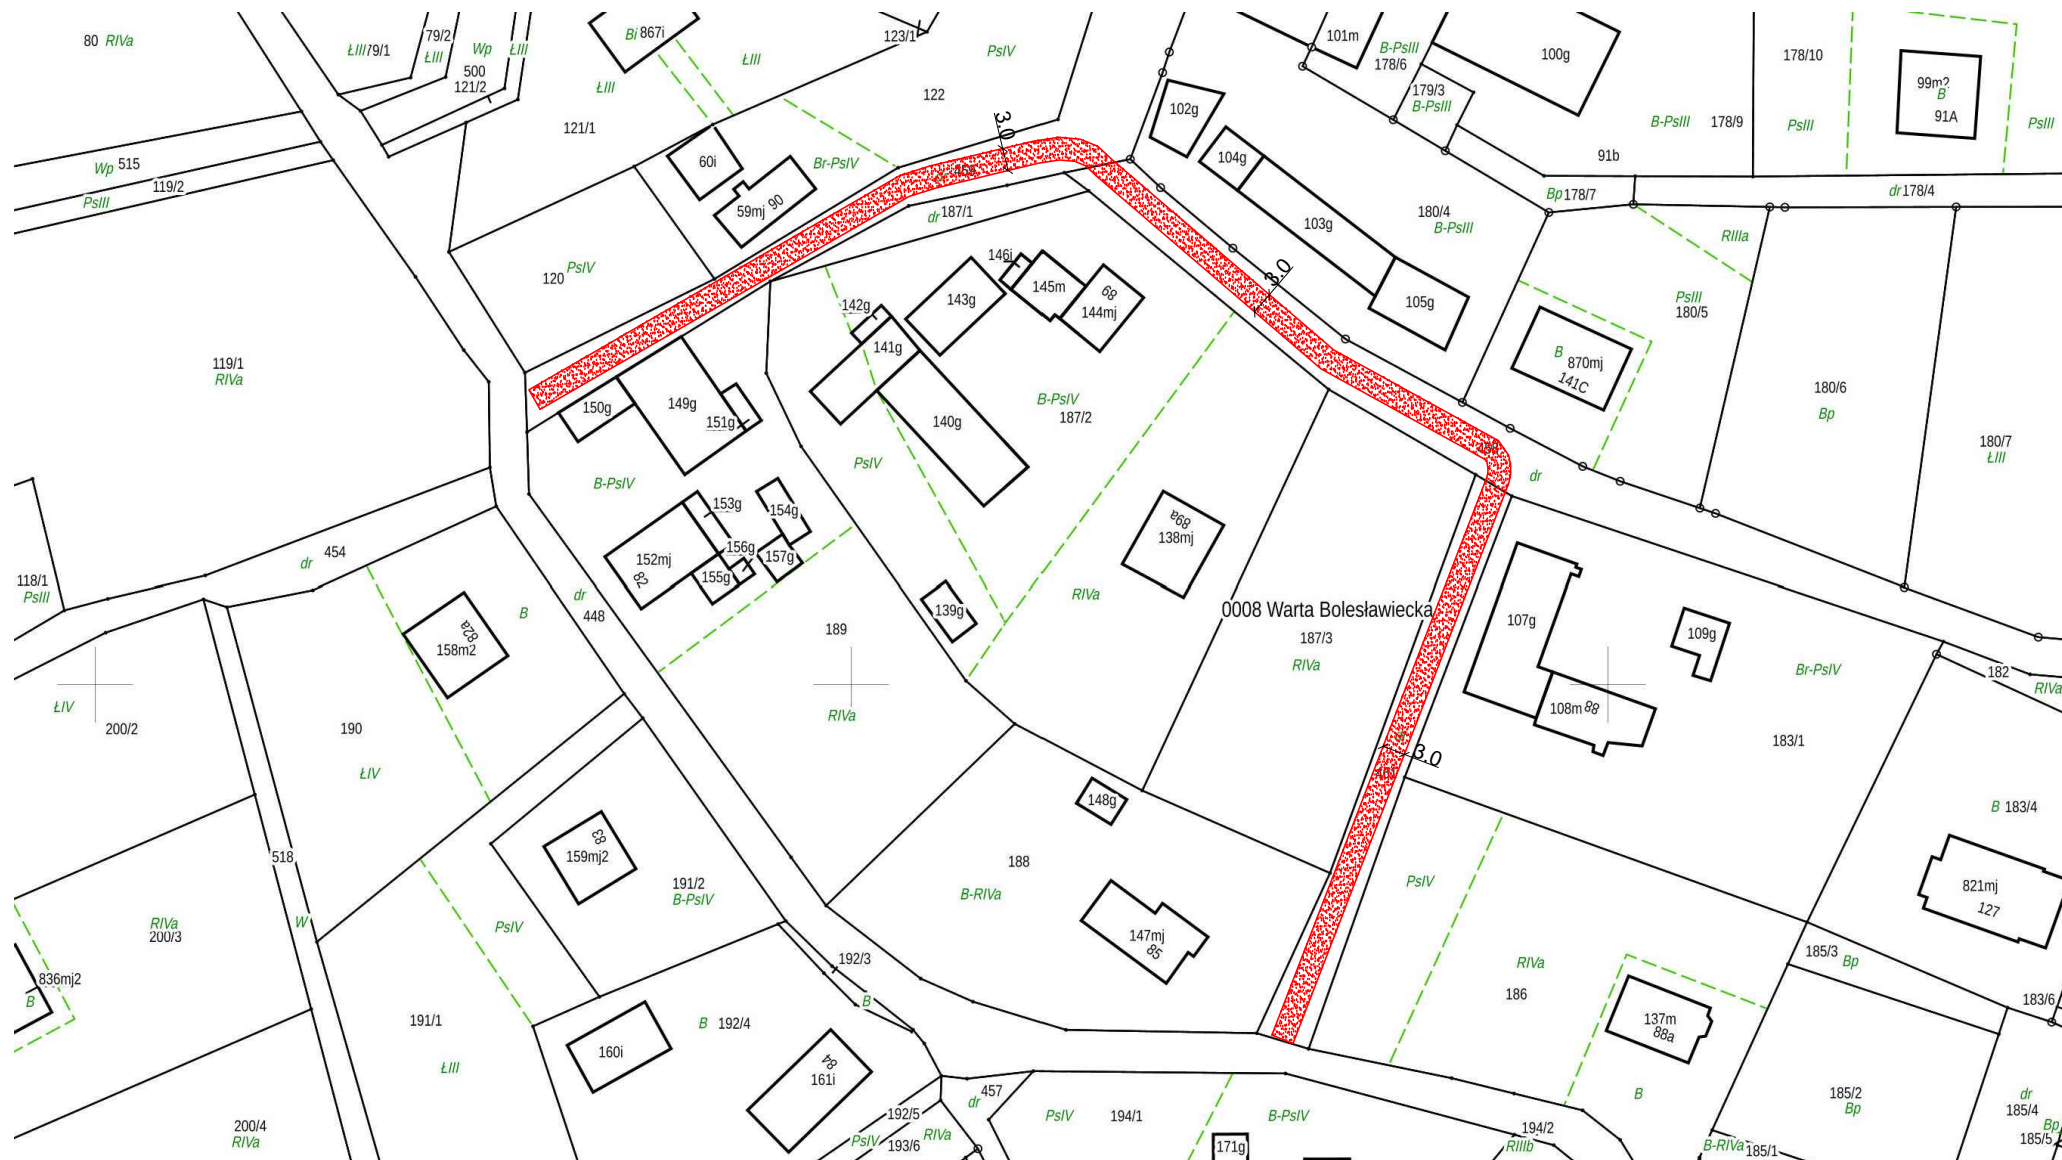 80 RIVa
ŁIII
79/1
79/2
ŁIII
Wp
ŁIII
500
121/2
Bi
867i
ŁIII
ŁIII
123/1
PsIV
122
101m
B-PsIII
178/6
100g
179/3
B-PsIII
178/10
99m2
B
91A
PsIII
PsIII
B-PsIII
178/9
102g
3.0
121/1
Wp 515
119/2
PsIII
60i
Br-PsIV
59mj 90
104g
91b
Bp 178/7
dr 178/4
dr 187/1
103g
180/4
B-PsIII
RIIIa
120 PsIV
146i
145m
143g
68
144mj
3.0
105g
PsIII
180/5
142g
141g
119/1
RIVa
B
870mj
141C
180/6
Bp
150g
149g
151g
140g
B-PsIV
187/2
180/7
ŁIII
PsIV
dr
B-PsIV
153g
154g
89a
138mj
454
dr
152mj
82
156g
157g
155g
118/1
PsIII
B
dr
448
139g
RIVa
0008 Warta Bolesławiecka
107g
109g
82a
158m2
189
187/3
RIVa
Br-PsIV
182
RIVa
ŁIV
200/2
190
RIVa
108m 88
183/1
3.0
ŁIV
148g
B 183/4
83
159mj2
518
188
191/2
B-PsIV
B-RIVa
PsIV
821mj
127
RIVa
200/3
W
PsIV
147mj
85
192/3
185/3
Bp
RIVa
836mj2
B
B
186
183/6
191/1
B 192/4
137m
88a
160i
84
161i
ŁIII
457
dr
B
185/2
Bp
dr
185/4
Bp
185/5
192/5
PsIV
194/1
B-PsIV
200/4
RIVa
PsIV
193/6
RIVa
171g
194/2
RIIIb
B-RIVa
185/1